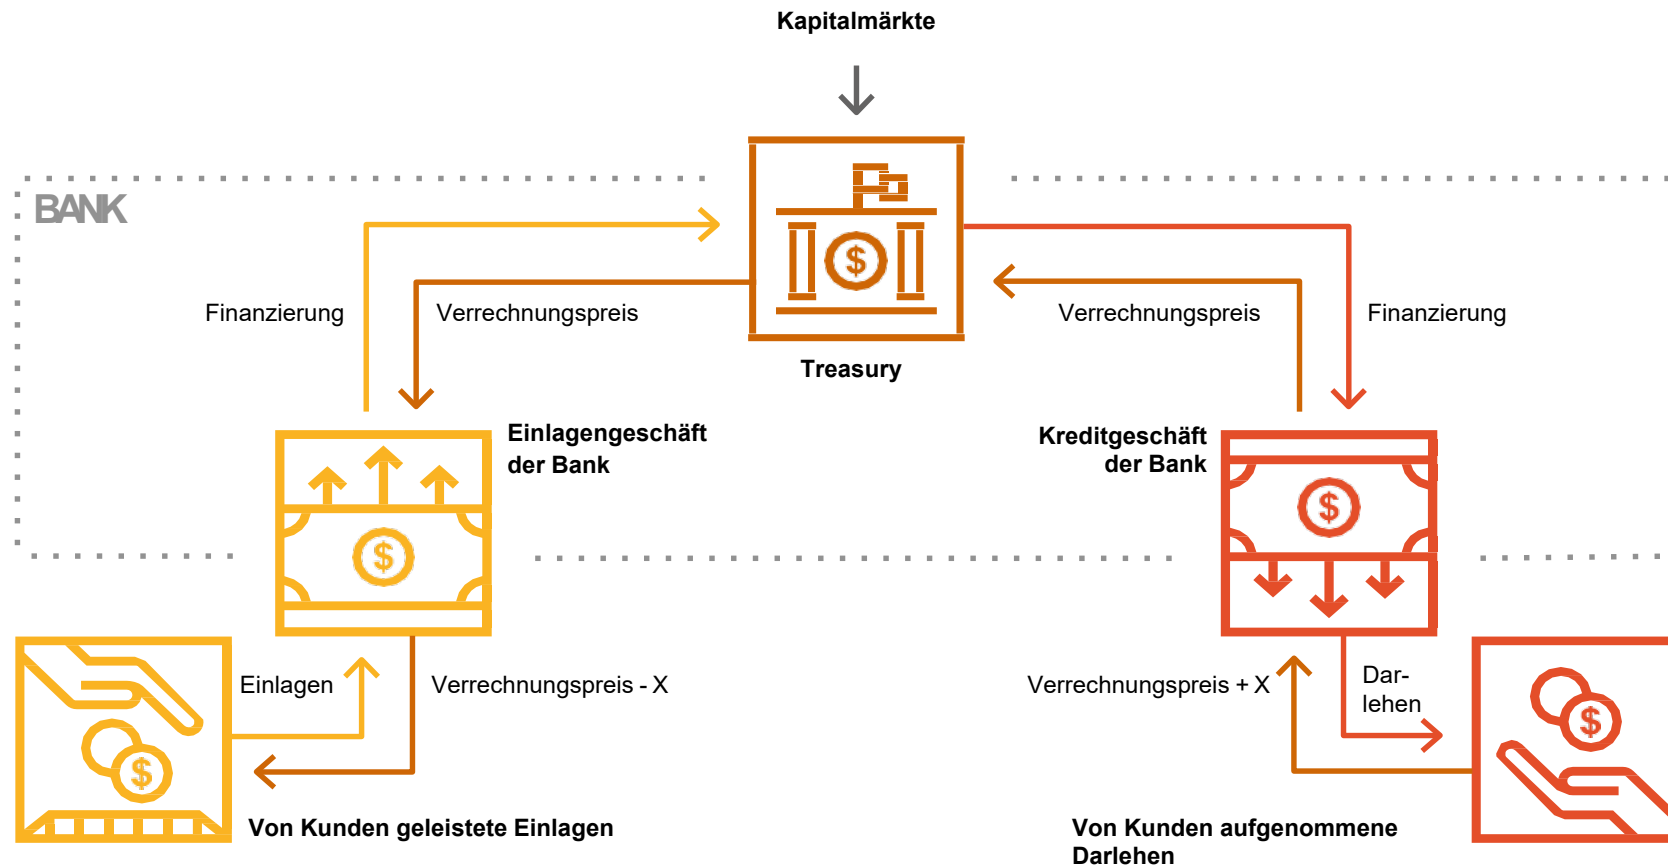 Kapitalmärkte
BANK
Finanzierung
Verrechnungspreis
$
Verrechnungspreis
Finanzierung
Treasury
Einlagengeschäft
der Bank
Kreditgeschäft
der Bank
$
$
Einlagen
Verrechnungspreis - X
Verrechnungspreis + X
Dar-
lehen
$
$
Von Kunden geleistete Einlagen
Von Kunden aufgenommene
Darlehen